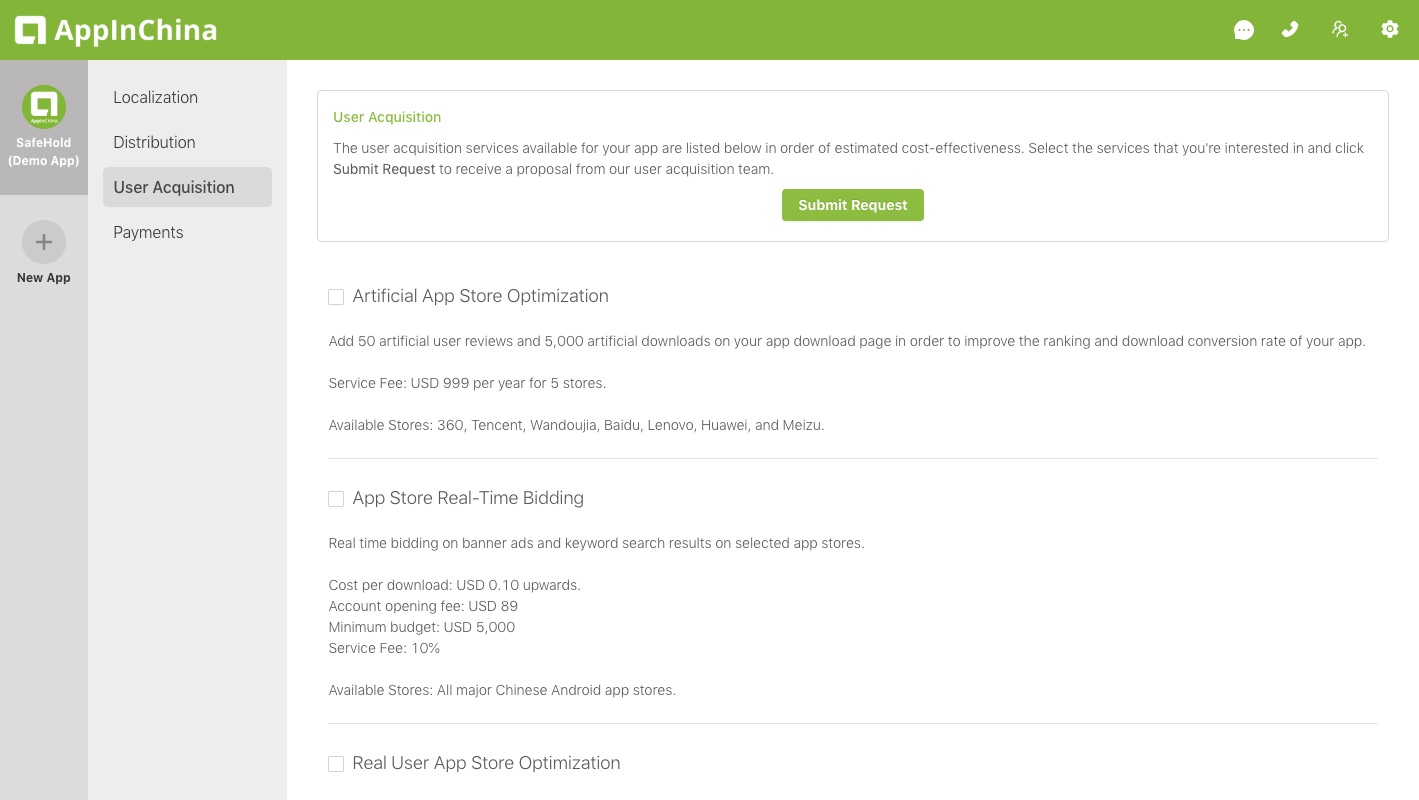 AppInChina
AppInChina
SafeHold
(Demo App)
New App
Localization
Distribution
User Acquisition
Payments
User Acquisition
The user acquisition services available for your app are listed below in order of estimated cost-effectiveness. Select the services that you're interested in and click
Submit Request to receive a proposal from our user acquisition team.
Submit Request
Artificial App Store Optimization
Add 50 artificial user reviews and 5,000 artificial downloads on your app download page in order to improve the ranking and download conversion rate of your app.
Service Fee: USD 999 per year for 5 stores.
Available Stores: 360, Tencent, Wandoujia, Baidu, Lenovo, Huawei, and Meizu.
App Store Real-Time Bidding
Real time bidding on banner ads and keyword search results on selected app stores.
Cost per download: USD 0.10 upwards.
Account opening fee: USD 89
Minimum budget: USD 5,000
Service Fee: 10%
Available Stores: All major Chinese Android app stores.
Real User App Store Optimization